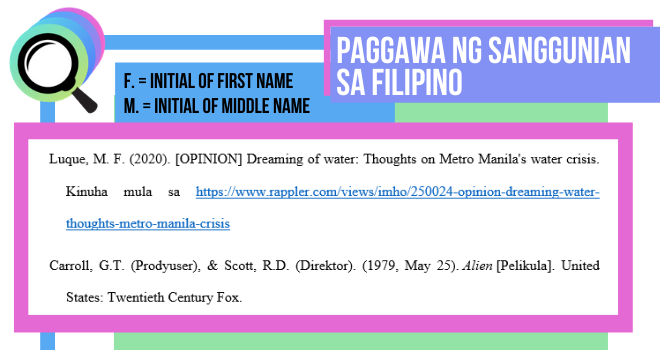 PAGGAWA NG SANGGUNIAN
SA FILIPINO
F. = INITIAL OF FIRST NAME
M. = INITIAL OF MIDDLE NAME
Luque, M. F. (2020). [OPINION] Dreaming of water: Thoughts on Metro Manila's water crisis.
Kinuha mula sa https://www.rappler.com/views/imho/250024-opinion-dreaming-water-
thoughts-metro-manila-crisis
Carroll, G.T. (Prodyuser), & Scott, R.D. (Direktor). (1979, May 25). Alien [Pelikula]. United
States: Twentieth Century Fox.